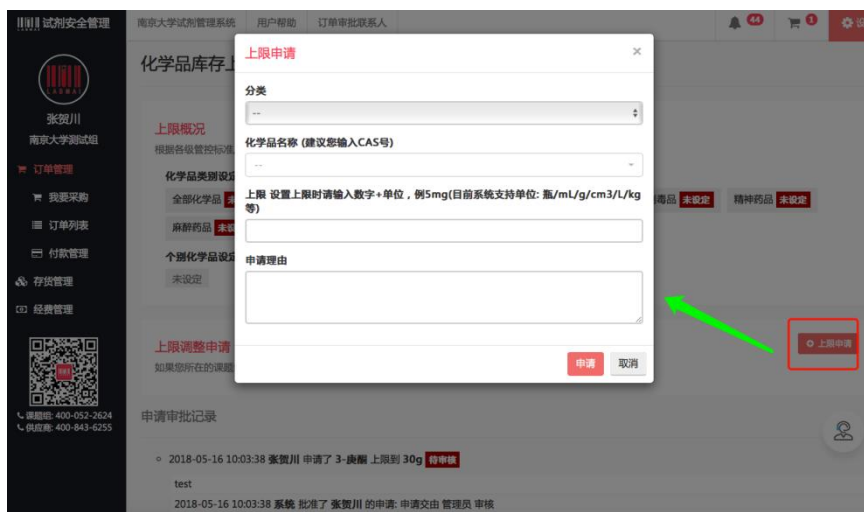 试剂安全管理
南京大学试剂管理系统 用户帮助 订单审批联系人
44
1
LABMAI
张贺川
南京大学测试组
订单管理
我要采购
订单列表
付款管理
存货管理
经费管理
课题组: 400-052-2624
供应商: 400-843-6255
化学品库存上
上限概况
根据各级管控标准
化学品类别设定
全部化学品
毒品 未设定 精神药品 未设定
麻醉药品 未设
个别化学品设定
未设定
上限调整申请
如果您所在的课题
上限申请
上限申请
×
分类
--
化学品名称 (建议您输入CAS号)
--
上限 设置上限时请输入数字+单位，例5mg(目前系统支持单位: 瓶/mL/g/cm3/L/kg
等)
申请理由
申请 取消
申请审批记录
2018-05-16 10:03:38 张贺川 申请了 3-庚酮 上限到 30g 待审核
test
2018-05-16 10:03:38 系统 批准了 张贺川 的申请: 申请交由 管理员 审核